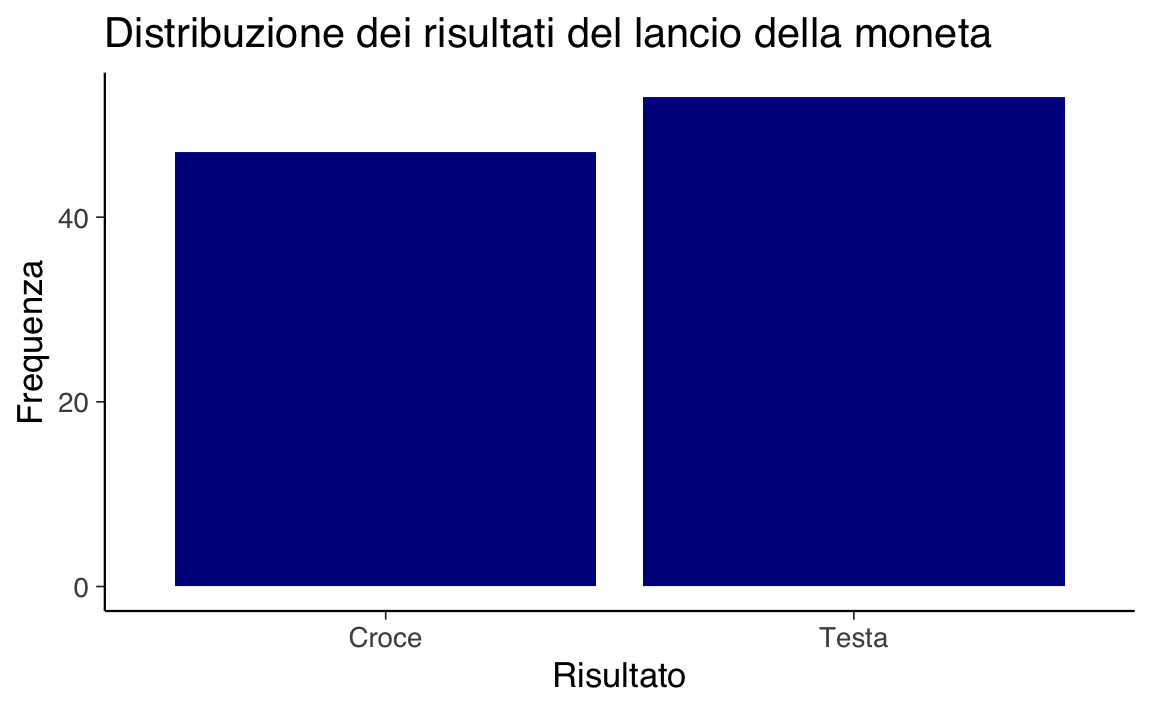 Distribuzione dei risultati del lancio della moneta
Frequenza
40
20
0
Croce
Testa
Risultato